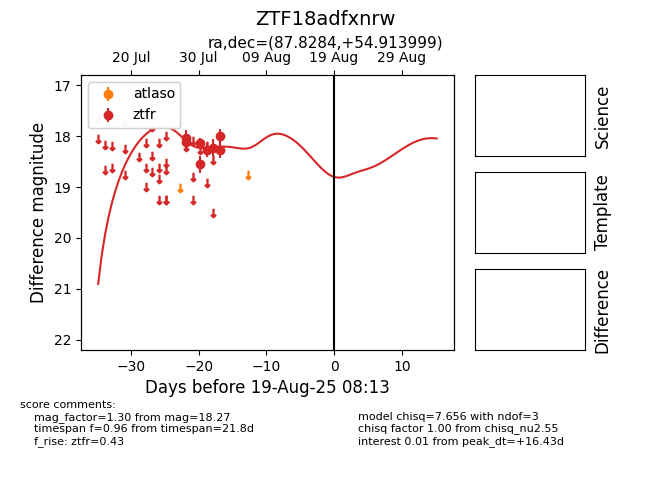 ZTF18adfxnrw
ra,dec=(87.8284,+54.913999)
20 Jul 30 Jul 09 Aug 19 Aug 29 Aug
17
18
19
20
21
22
Difference magnitude
atlaso
ztfr
−30 −20 −10 0 10
Days before 19-Aug-25 08:13
Science
Template
Difference
score comments:
mag_factor=1.30 from mag=18.27
timespan f=0.96 from timespan=21.8d
f_rise: ztfr=0.43
model chisq=7.656 with ndof=3
chisq factor 1.00 from chisq_nu2.55
interest 0.01 from peak_dt=+16.43d